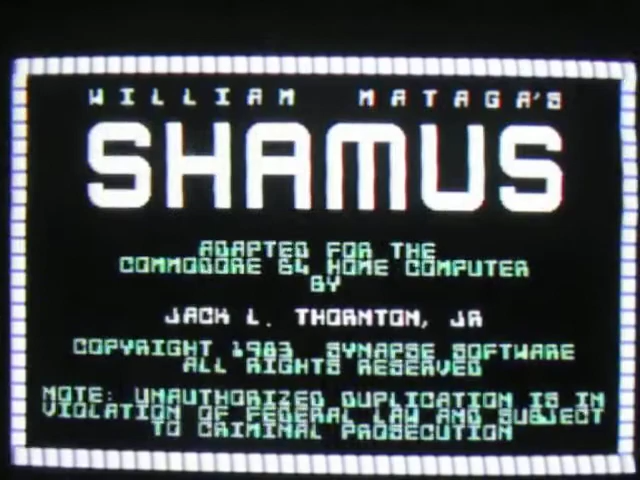 WILLIAM MATAGA'S
SHAMUS
ADAPTED FOR THE
COMMODORE 64 HOME COMPUTER
BY
JACK L. THORNTON, JR
COPYRIGHT 1983 SYNAPSE SOFTWARE
ALL RIGHTS RESERVED
NOTE: UNAUTHORIZED DUPLICATION IS IN
VIOLATION OF FEDERAL LAW AND SUBJECT
TO CRIMINAL PROSECUTION